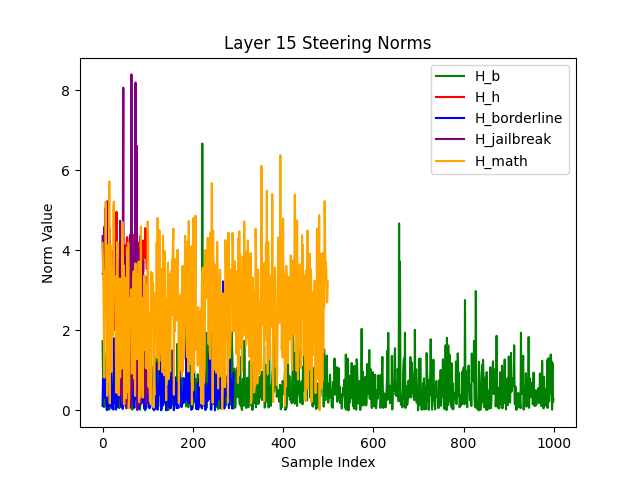 Layer 15 Steering Norms
H_b
H_h
H_borderline
H_jailbreak
H_math
8
6
4
2
0
Norm Value
0 200 400 600 800 1000
Sample Index